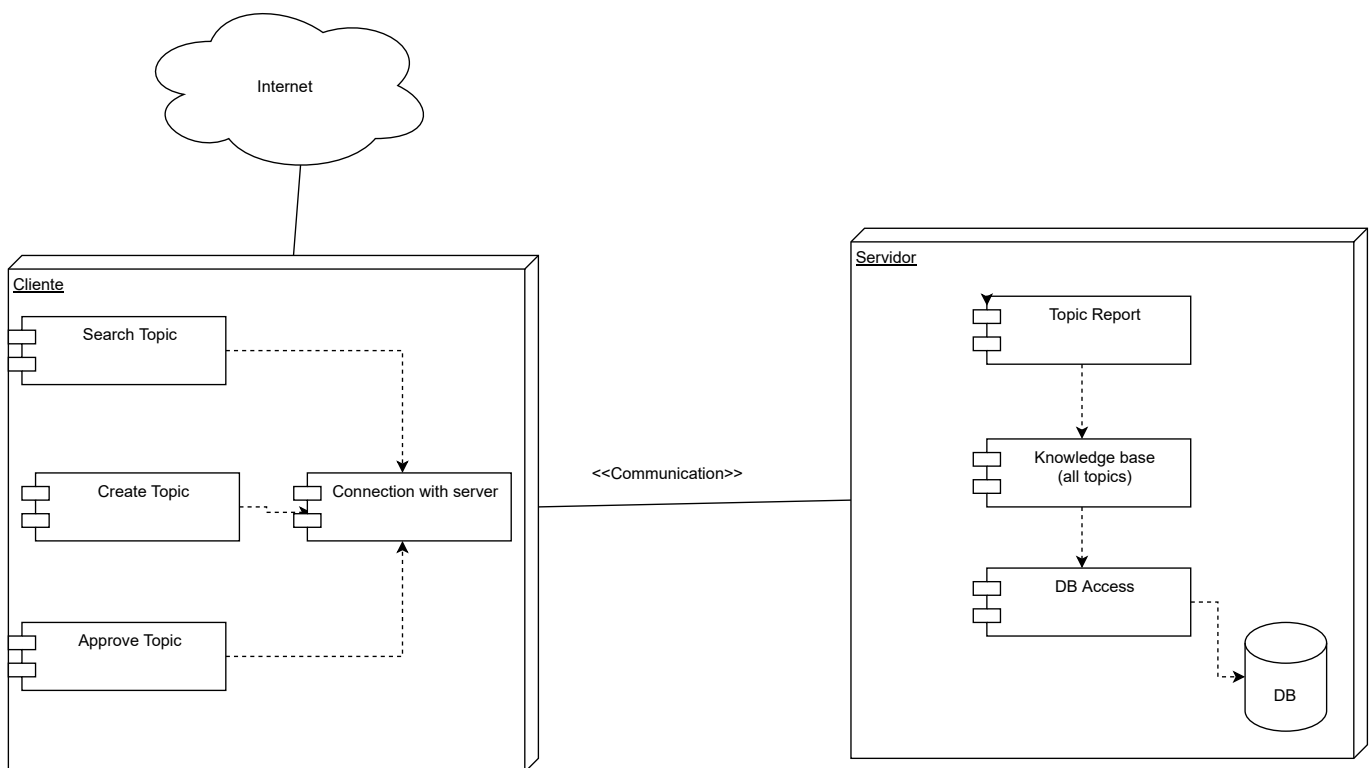 Internet
Cliente
Search Topic
Create Topic
Connection with server
Approve Topic
<<Communication>>
Servidor
Topic Report
Knowledge base
(all topics)
DB Access
DB